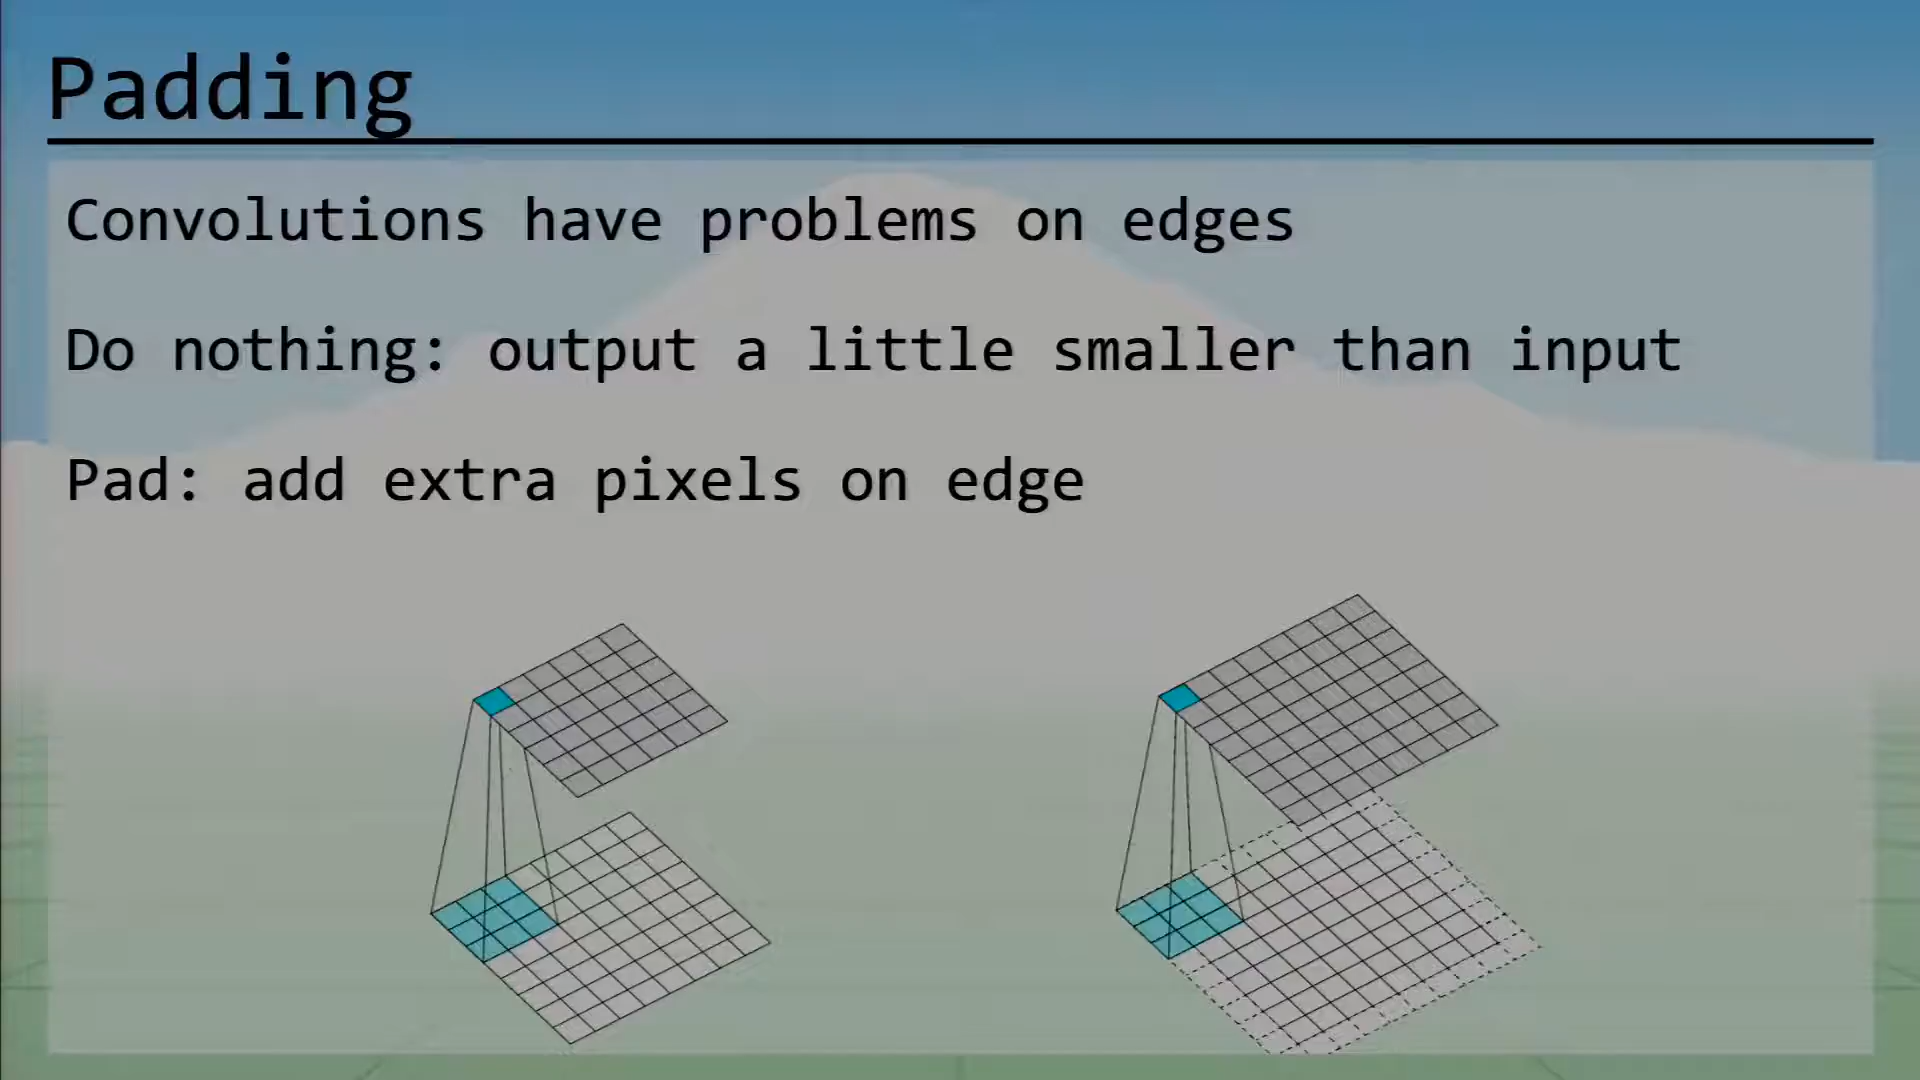 Padding
Convolutions have problems on edges
Do nothing: output a little smaller than input
Pad: add extra pixels on edge